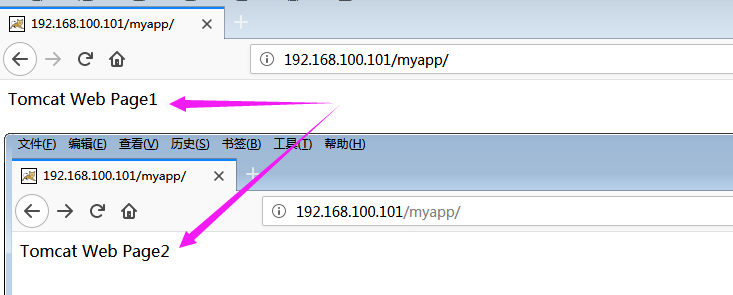 192.168.100.101/myapp/
192.168.100.101/myapp/
Tomcat Web Page1
文件(F) 编辑(E) 查看(V) 历史(S) 书签(B) 工具(T) 帮助(H)
192.168.100.101/myapp/
192.168.100.101/myapp/
Tomcat Web Page2